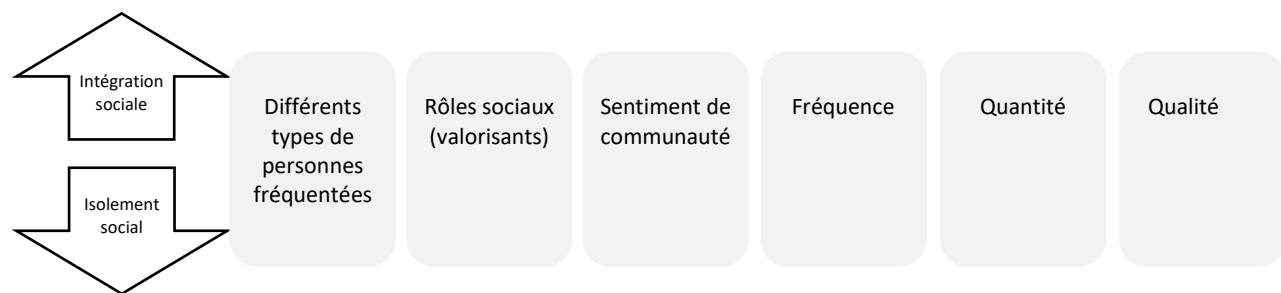 Intégration
sociale
Isolement
social
Différents
types de
personnes
fréquentées
Rôles sociaux
(valorisants)
Sentiment de
communauté
Fréquence
Quantité
Qualité